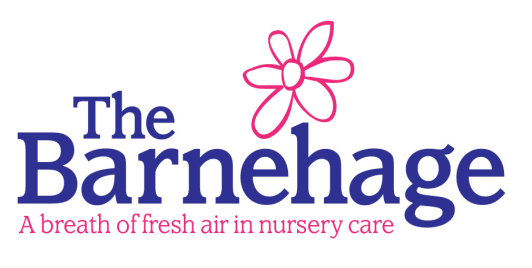 The
Barnehage
A breath of fresh air in nursery care